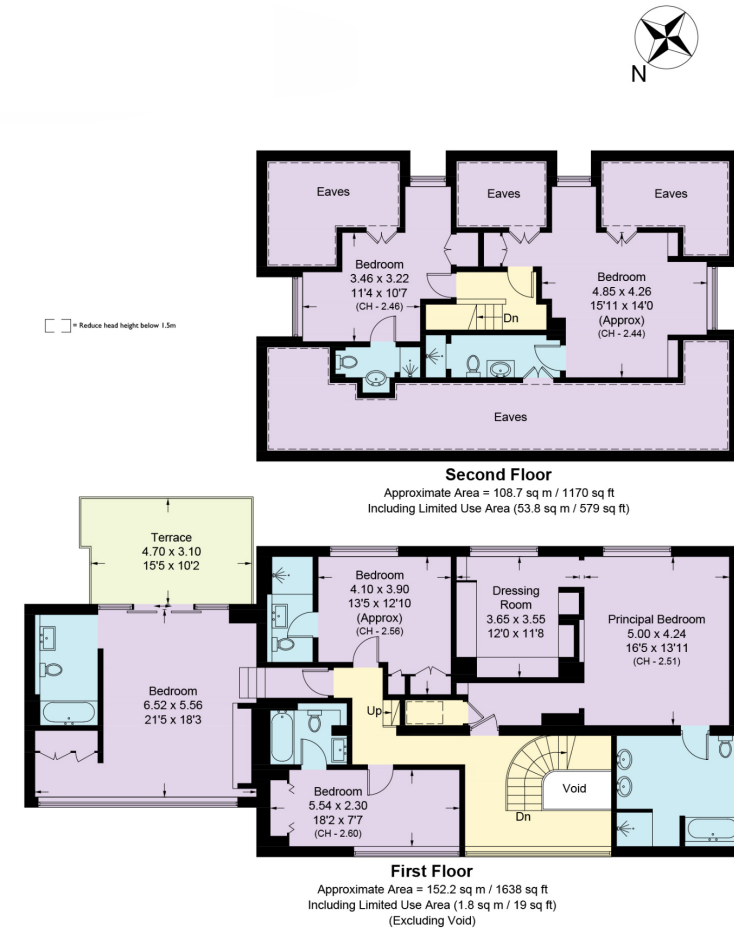 N
Eaves
Eaves
Eaves
Bedroom
3.46 x 3.22
11'4 x 10'7
(CH - 2.46)
Bedroom
4.85 x 4.26
15'11 x 14'0
(Approx)
(CH - 2.44)
Dn
= Reduce head height below 1.5m
Eaves
Second Floor
Approximate Area = 108.7 sq m / 1170 sq ft
Including Limited Use Area (53.8 sq m / 579 sq ft)
Terrace
4.70 x 3.10
15'5 x 10'2
Bedroom
4.10 x 3.90
13'5 x 12'10
(Approx)
(CH - 2.56)
Dressing
Room
3.65 x 3.55
12'0 x 11'8
Principal Bedroom
5.00 x 4.24
16'5 x 13'11
(CH - 2.51)
Bedroom
6.52 x 5.56
21'5 x 18'3
Up
Bedroom
5.54 x 2.30
18'2 x 7'7
(CH - 2.60)
Void
Dn
First Floor
Approximate Area = 152.2 sq m / 1638 sq ft
Including Limited Use Area (1.8 sq m / 19 sq ft)
(Excluding Void)